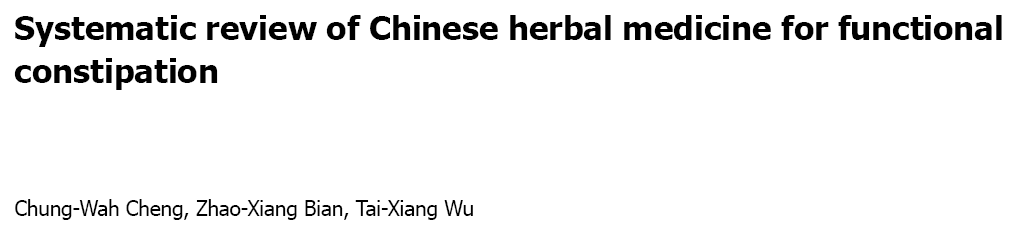 Systematic review of Chinese herbal medicine for functional
constipation
Chung-Wah Cheng, Zhao-Xiang Bian, Tai-Xiang Wu